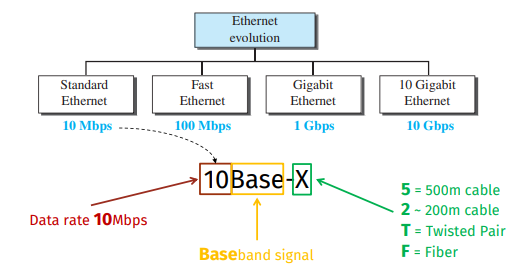 Ethernet
evolution
Standard
Ethernet
Fast
Ethernet
Gigabit
Ethernet
10 Gigabit
Ethernet
10 Mbps
100 Mbps
1 Gbps
10 Gbps
10Base-X
Data rate 10Mbps
Baseband signal
5 = 500m cable
2 ~ 200m cable
T = Twisted Pair
F = Fiber